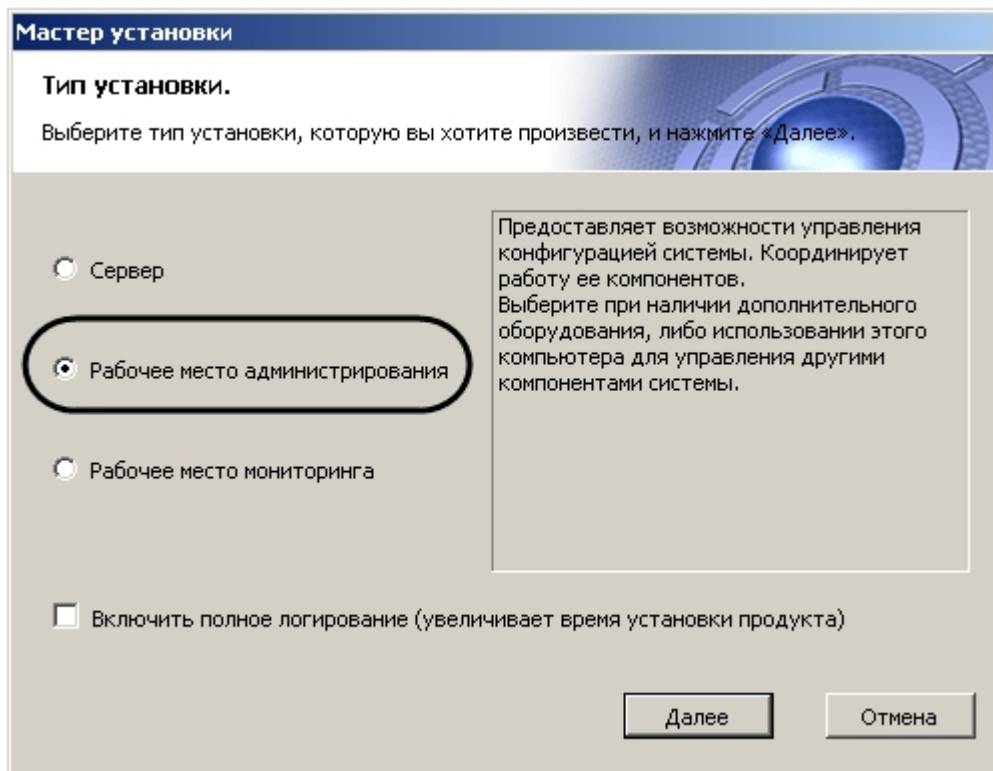 Мастер установки
Тип установки.
Выберите тип установки, которую вы хотите произвести, и нажмите «Далее».
Сервер
Рабочее место администрирования
Рабочее место мониторинга
Предоставляет возможности управления
конфигурацией системы. Координирует
работу ее компонентов.
Выберите при наличии дополнительного
оборудования, либо использовании этого
компьютера для управления другими
компонентами системы.
Включить полное логирование (увеличивает время установки продукта)
Далее
Отмена